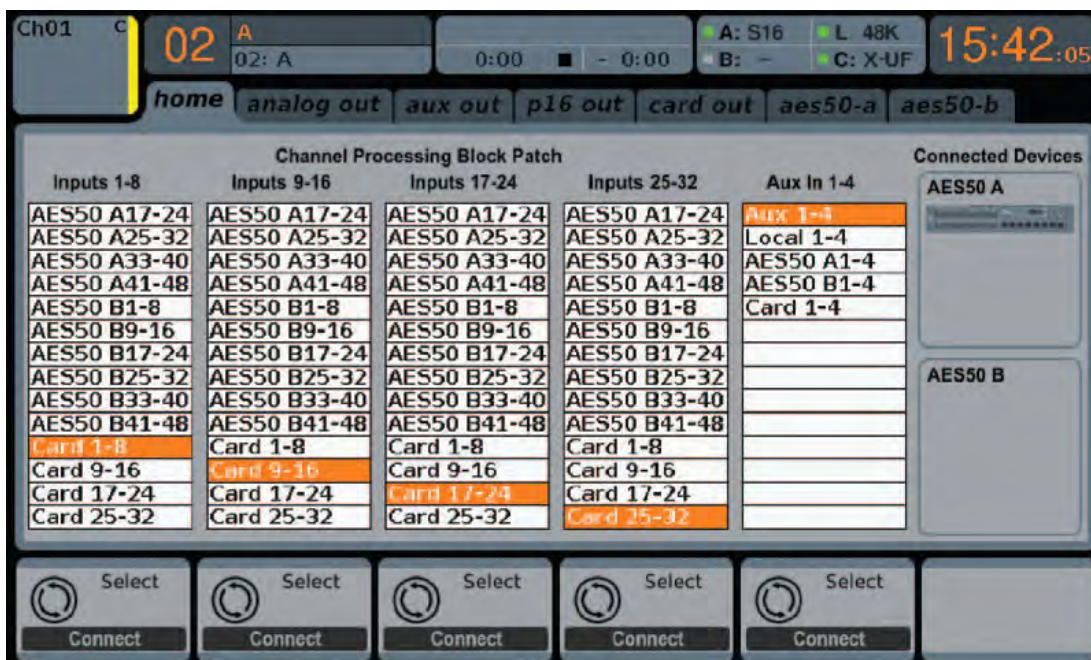 Ch01 C
02 A
02: A
0:00 - 0:00
A: S16 L 48K
B: - C: X-UF
15:42:05
home analog out aux out p16 out card out aes50-a aes50-b
Channel Processing Block Patch Connected Devices
Inputs 1-8 Inputs 9-16 Inputs 17-24 Inputs 25-32 Aux In 1-4
AES50 A
AES50 A17-24 AES50 A17-24 AES50 A17-24 AES50 A17-24 Aux 1-4
AES50 A25-32 AES50 A25-32 AES50 A25-32 AES50 A25-32 Local 1-4
AES50 A33-40 AES50 A33-40 AES50 A33-40 AES50 A33-40 AES50 A1-4
AES50 A41-48 AES50 A41-48 AES50 A41-48 AES50 A41-48 AES50 B1-4
AES50 B1-8 AES50 B1-8 AES50 B1-8 AES50 B1-8 Card 1-4
AES50 B9-16 AES50 B9-16 AES50 B9-16 AES50 B9-16
AES50 B17-24 AES50 B17-24 AES50 B17-24 AES50 B17-24
AES50 B25-32 AES50 B25-32 AES50 B25-32 AES50 B25-32 AES50 B
AES50 B33-40 AES50 B33-40 AES50 B33-40 AES50 B33-40
AES50 B41-48 AES50 B41-48 AES50 B41-48 AES50 B41-48
Card 1-8 Card 1-8 Card 1-8 Card 1-8
Card 9-16 Card 9-16 Card 9-16 Card 9-16
Card 17-24 Card 17-24 Card 17-24 Card 17-24
Card 25-32 Card 25-32 Card 25-32 Card 25-32
Select Select Select Select Select
Connect Connect Connect Connect Connect